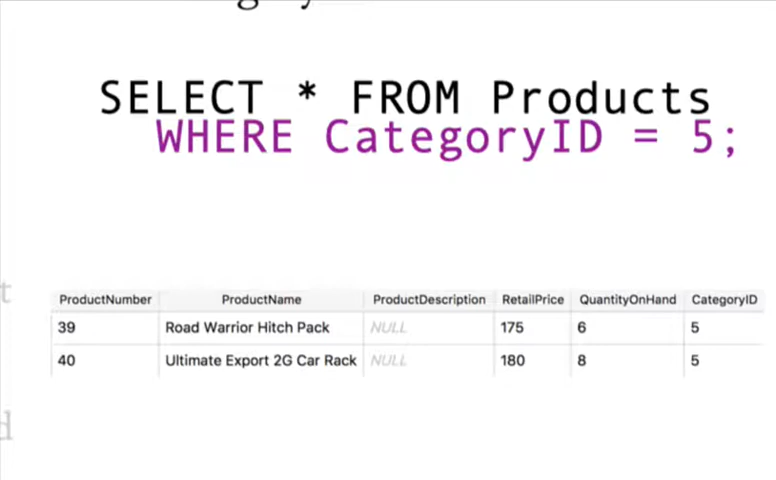 SELECT * FROM Products
WHERE CategoryID = 5;
ProductNumber ProductName ProductDescription RetailPrice QuantityOnHand CategoryID
39 Road Warrior Hitch Pack NULL 175 6 5
40 Ultimate Export 2G Car Rack NULL 180 8 5